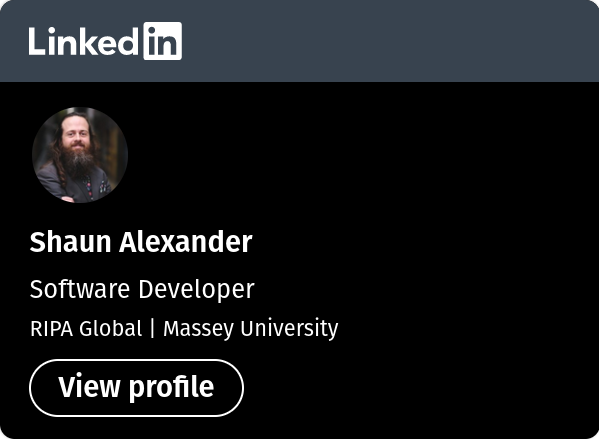 LinkedIn
Shaun Alexander
Software Developer
RIPA Global | Massey University
View profile